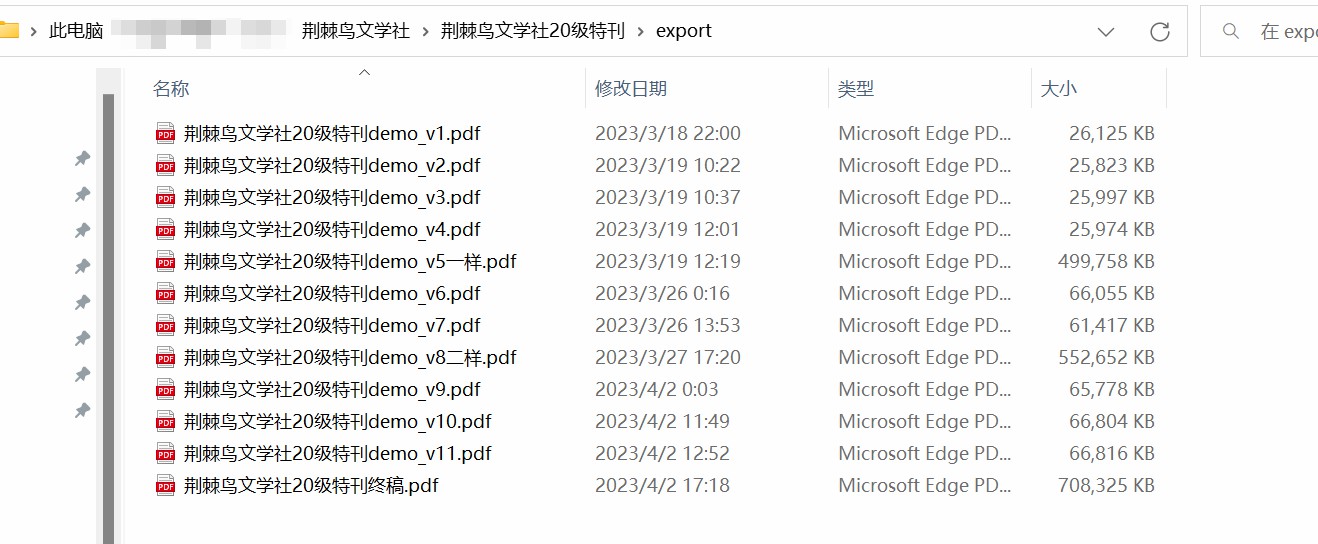 此电脑 荆棘鸟文学社 > 荆棘鸟文学社20级特刊 > export 在 expo
名称 修改日期 类型 大小
荆棘鸟文学社20级特刊demo_v1.pdf 2023/3/18 22:00 Microsoft Edge PD... 26,125 KB
荆棘鸟文学社20级特刊demo_v2.pdf 2023/3/19 10:22 Microsoft Edge PD... 25,823 KB
荆棘鸟文学社20级特刊demo_v3.pdf 2023/3/19 10:37 Microsoft Edge PD... 25,997 KB
荆棘鸟文学社20级特刊demo_v4.pdf 2023/3/19 12:01 Microsoft Edge PD... 25,974 KB
荆棘鸟文学社20级特刊demo_v5一样.pdf 2023/3/19 12:19 Microsoft Edge PD... 499,758 KB
荆棘鸟文学社20级特刊demo_v6.pdf 2023/3/26 0:16 Microsoft Edge PD... 66,055 KB
荆棘鸟文学社20级特刊demo_v7.pdf 2023/3/26 13:53 Microsoft Edge PD... 61,417 KB
荆棘鸟文学社20级特刊demo_v8二样.pdf 2023/3/27 17:20 Microsoft Edge PD... 552,652 KB
荆棘鸟文学社20级特刊demo_v9.pdf 2023/4/2 0:03 Microsoft Edge PD... 65,778 KB
荆棘鸟文学社20级特刊demo_v10.pdf 2023/4/2 11:49 Microsoft Edge PD... 66,804 KB
荆棘鸟文学社20级特刊demo_v11.pdf 2023/4/2 12:52 Microsoft Edge PD... 66,816 KB
荆棘鸟文学社20级特刊终稿.pdf 2023/4/2 17:18 Microsoft Edge PD... 708,325 KB